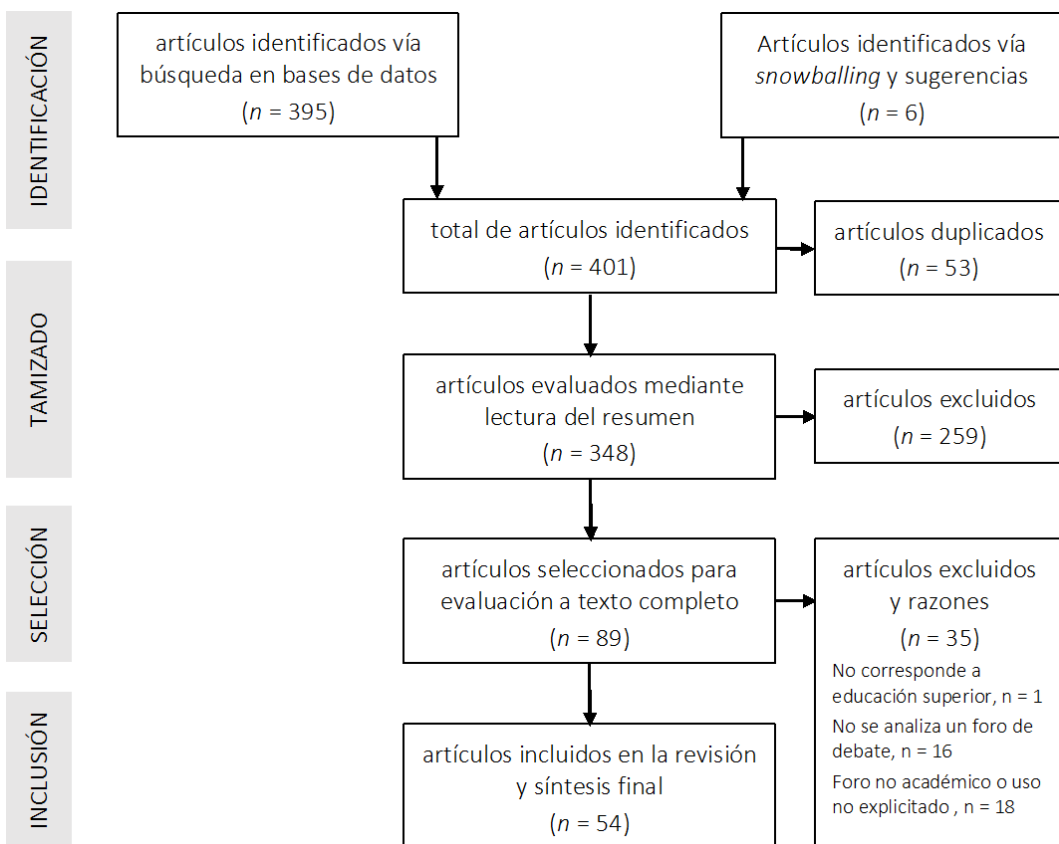 IDENTIFICACIÓN
artículos identificados vía
búsqueda en bases de datos
(n = 395)
Artículos identificados vía
snowballing y sugerencias
(n = 6)
total de artículos identificados
(n = 401)
artículos duplicados
(n = 53)
TAMIZADO
artículos evaluados mediante
lectura del resumen
(n = 348)
artículos excluidos
(n = 259)
SELECCIÓN
artículos seleccionados para
evaluación a texto completo
(n = 89)
artículos excluidos
y razones
(n = 35)
No corresponde a
educación superior, n = 1
No se analiza un foro de
debate, n = 16
Foro no académico o uso
no explicitado , n = 18
INCLUSIÓN
artículos incluidos en la revisión
y síntesis final
(n = 54)